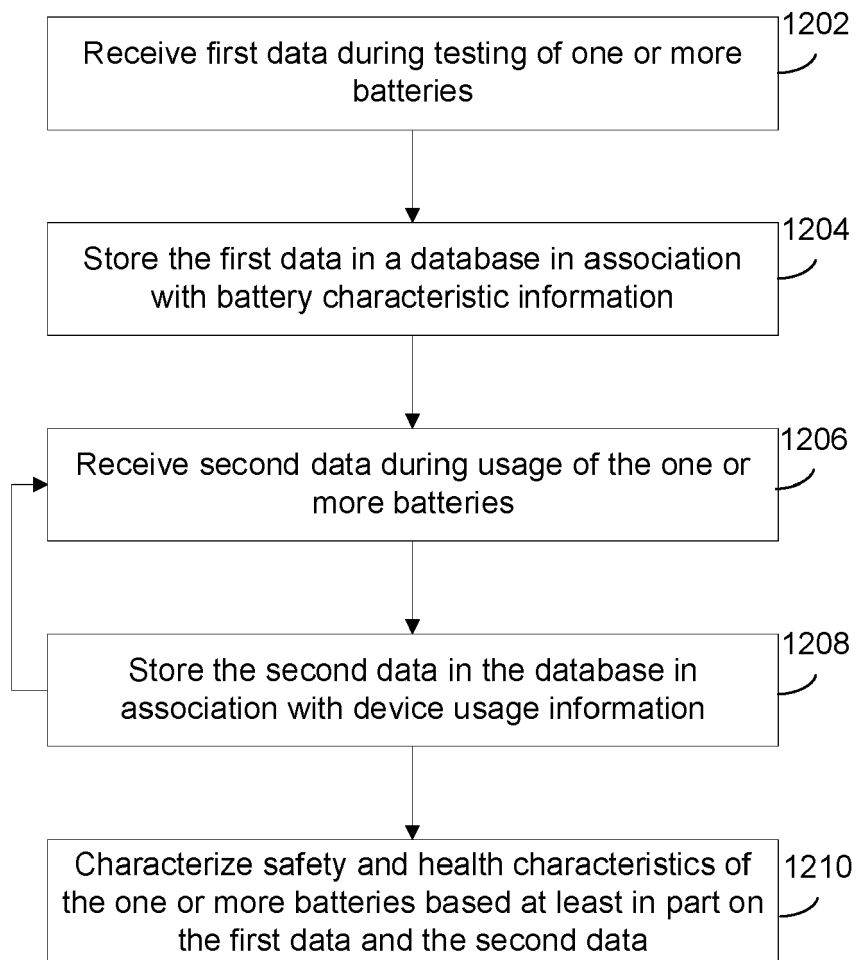 1202
Receive first data during testing of one or more
batteries
1204
Store the first data in a database in association
with battery characteristic information
1206
Receive second data during usage of the one or
more batteries
1208
Store the second data in the database in
association with device usage information
1210
Characterize safety and health characteristics of
the one or more batteries based at least in part on
the first data and the second data